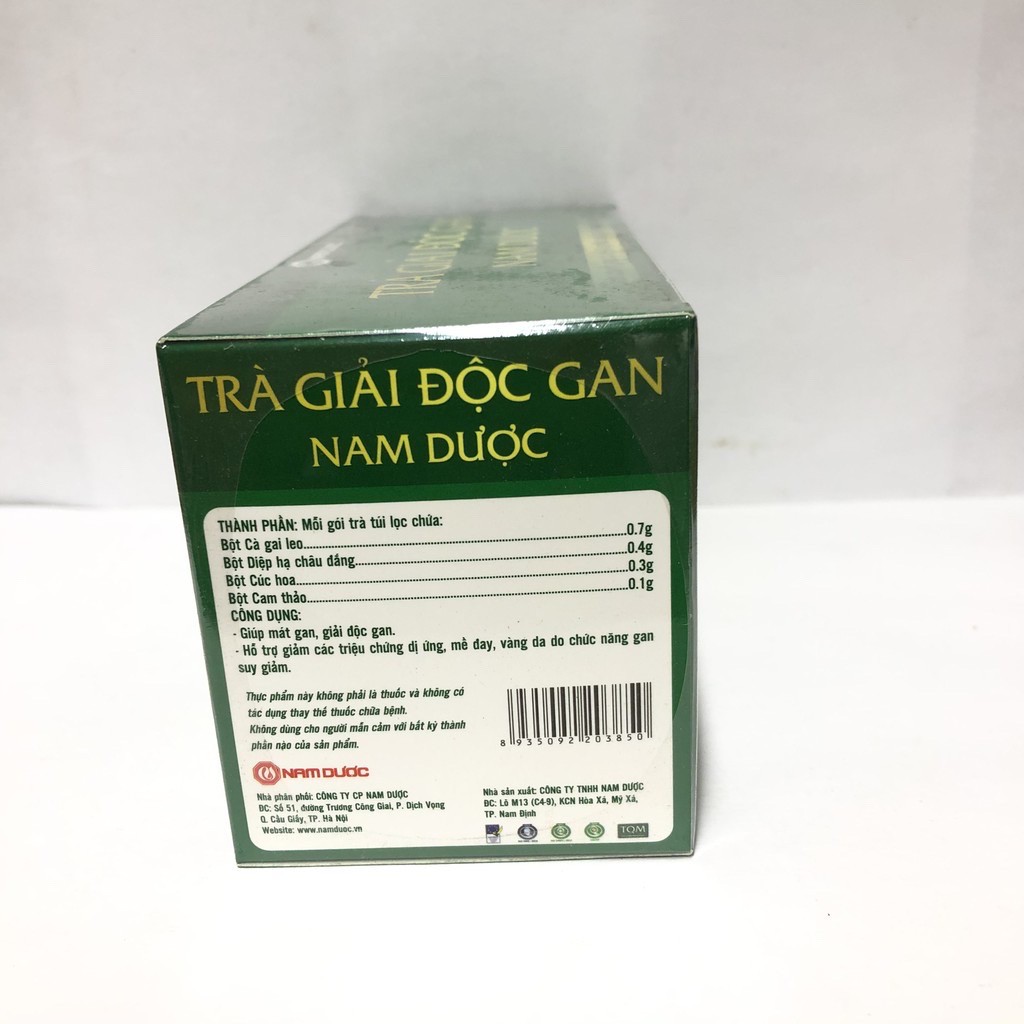 TRÀ GIẢI ĐỘC GAN
NAM DƯỢC
TRÀ GIẢI ĐỘC GAN
NAM DƯỢC
THÀNH PHẦN: Mỗi gói trà túi lọc chứa:
Bột Cà gai leo........0.7g
Bột Diệp hạ châu đắng........0.4g
Bột Cúc hoa........0.3g
Bột Cam thảo........0.1g
CÔNG DỤNG:
- Giúp mát gan, giải độc gan.
- Hỗ trợ giảm các triệu chứng dị ứng, mề đay, vàng da do chức năng gan
suy giảm.
Thực phẩm này không phải là thuốc và không có
tác dụng thay thế thuốc chữa bệnh.
Không dùng cho người mẫn cảm với bất kỳ thành
phần nào của sản phẩm.
8 935092 203850
NAM DƯỢC
Nhà phân phối: CÔNG TY CP NAM DƯỢC
ĐC: Số 51, đường Trương Công Giai, P. Dịch Vọng
Q. Cầu Giấy, TP. Hà Nội
Website: www.namduoc.vn
Nhà sản xuất: CÔNG TY TNHH NAM DƯỢC
ĐC: Lô M13 (C4-9), KCN Hòa Xá, Mỹ Xá,
TP. Nam Định
TQM